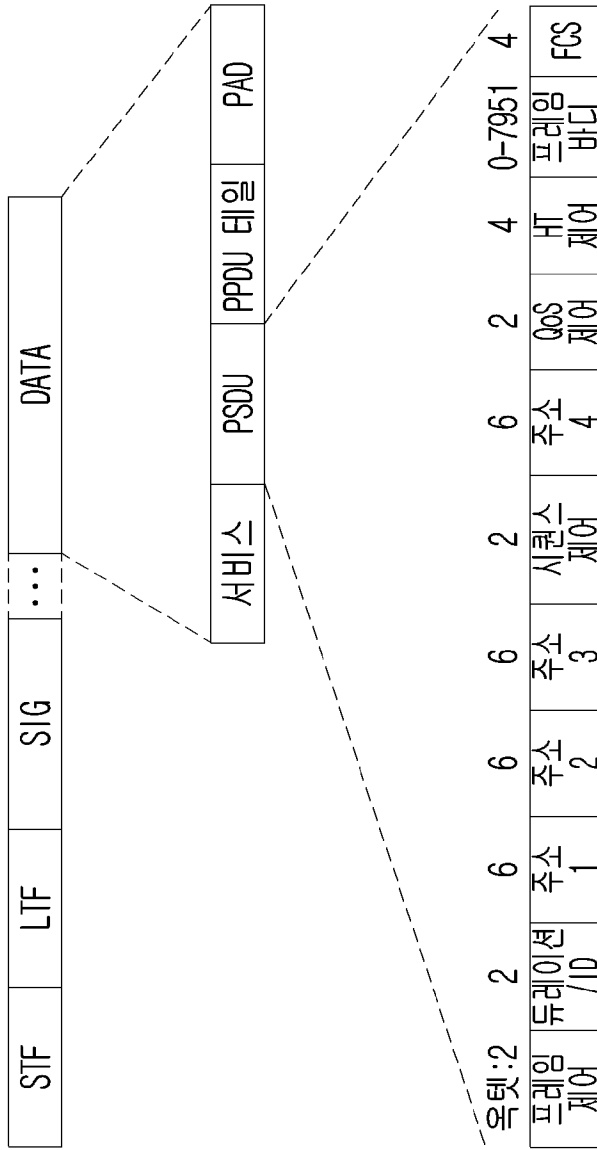 STF LTF SIG ... DATA
서비스 PSDU PPDU 테일 PAD
옥텟:2 2 6 6 6 2 6 2 4 0-7951 4
프레임
제어
듀레이션
/ID
주소
1
주소
2
주소
3
시퀀스
제어
주소
4
QoS
제어
HT
제어
프레임
바디
FCS